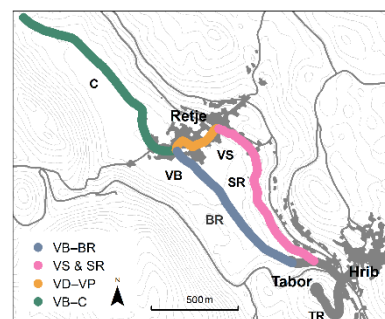 C
Retje
VS
VB
SR
BR
VB–BR
VS & SR
VD–VP
VB–C
N
500 m
Hrib
Tabor
TR